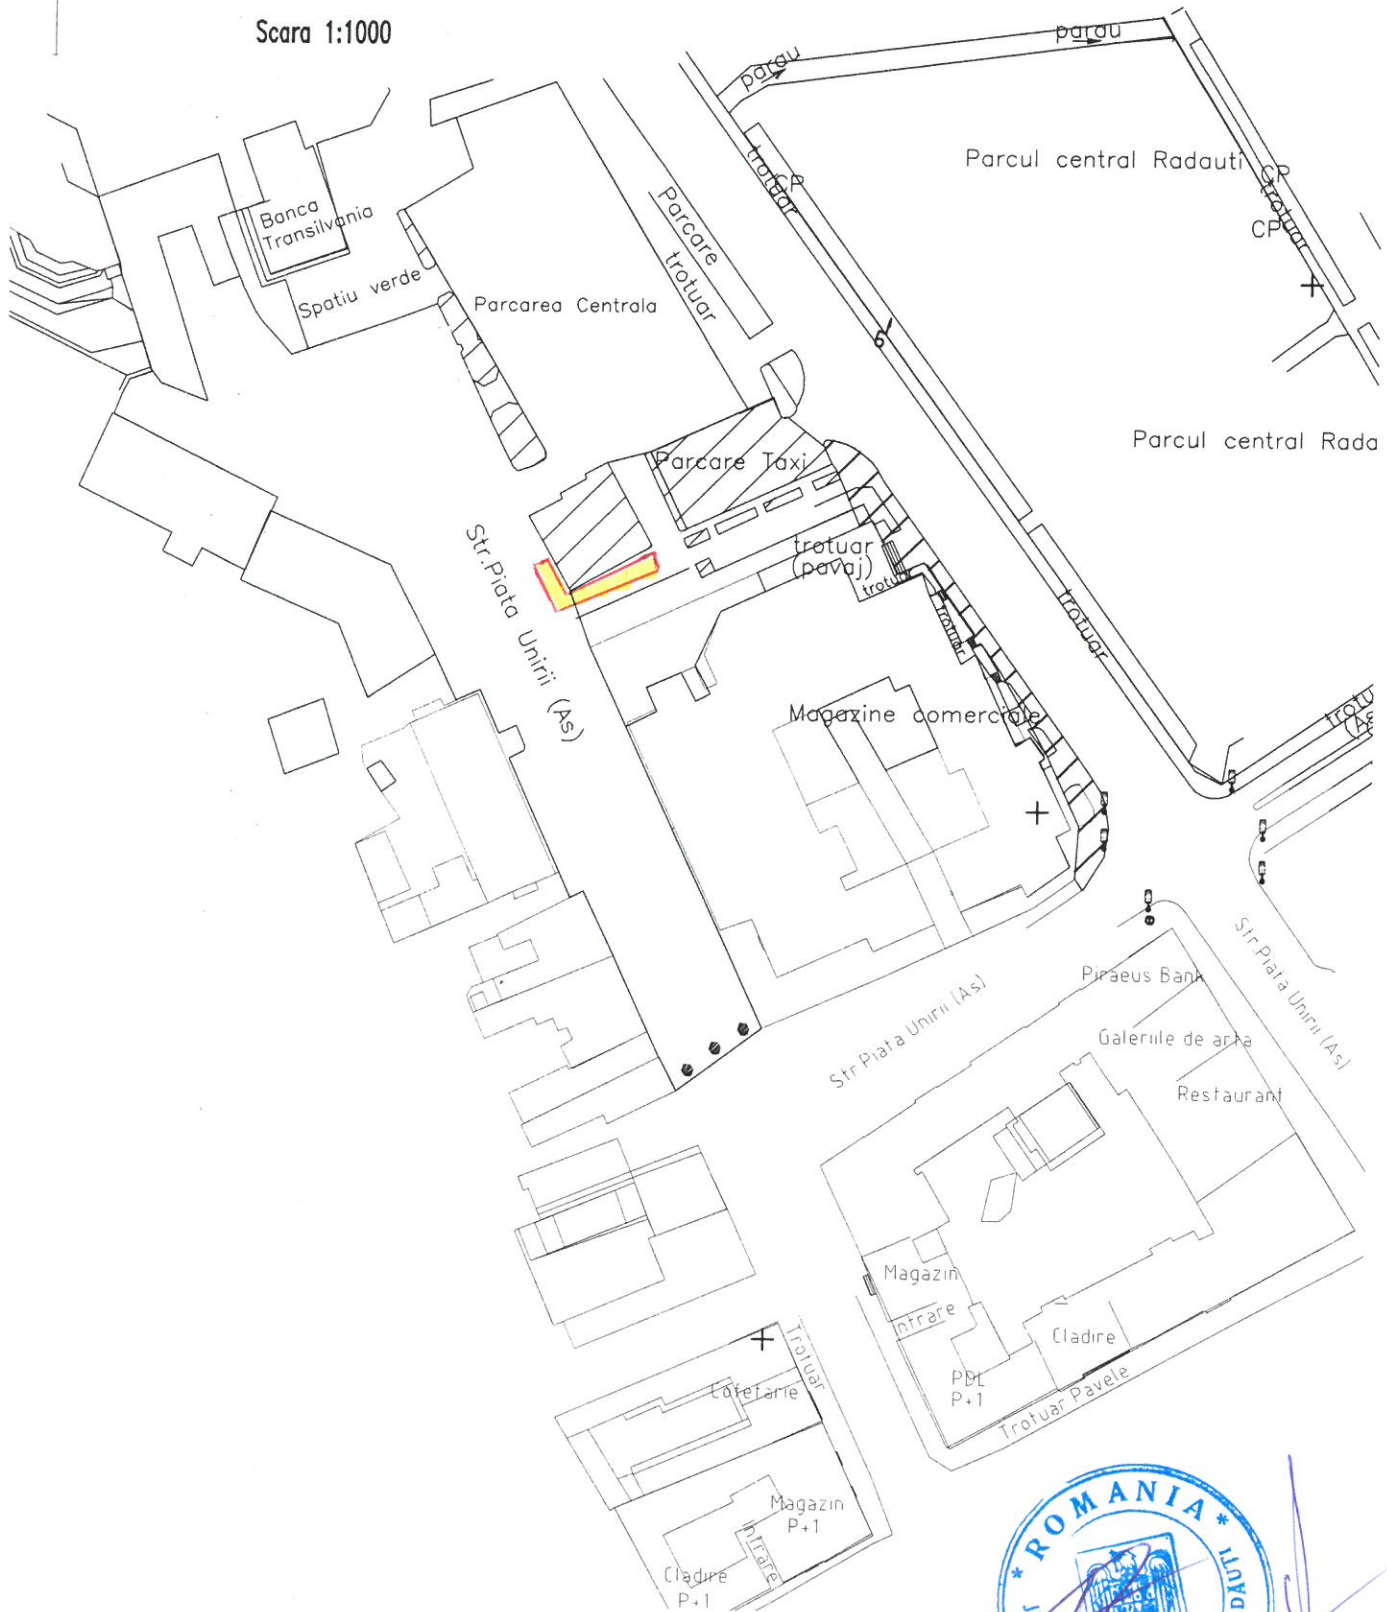 Scara 1:1000
parau
parau
Parcul central Radauti
CP
trotuar
CP
trotuar
CP
Banca
Transilvania
Parcare
trotuar
Spatiu verde
Parcarea Centrala
Parcul central Rada
Parcare Taxi
Str.Piata Unirii (As)
trotuar
(pavaj)
trotuar
trotuar
trotuar
Magazine comerciale
Piraeus Bank
Str.Piata Unirii (As)
Str.Piata Unirii (As)
Galeriile de arta
Restaurant
Magazin
Intrare
Cladire
PDL
P+1
Trotuar Pavele
Trotuar
Cofetarie
Magazin
P+1
Intrare
Cladire
P+1
* ROMANIA *